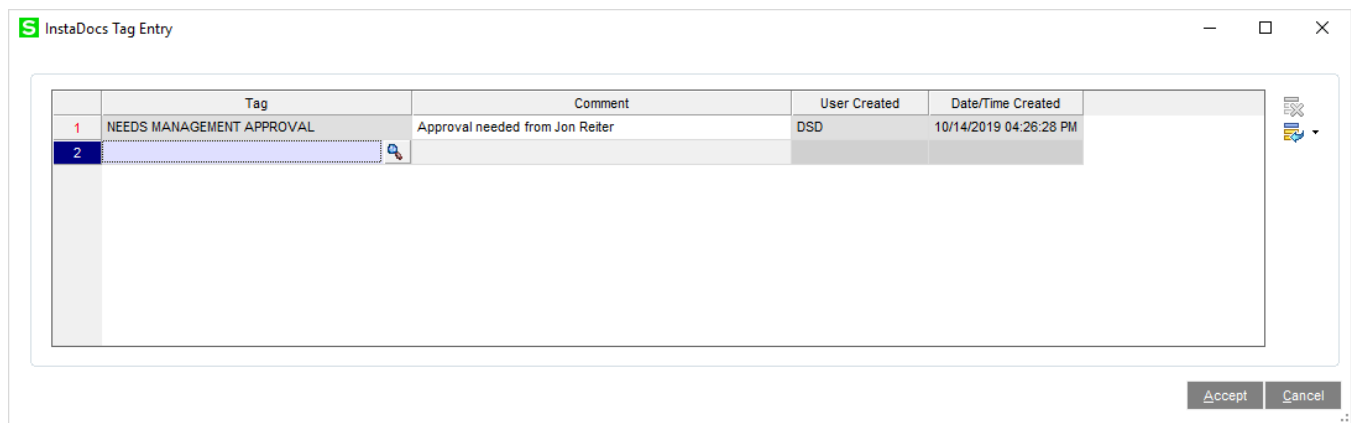 S InstaDocs Tag Entry
Tag Comment User Created Date/Time Created
1 NEEDS MANAGEMENT APPROVAL Approval needed from Jon Reiter DSD 10/14/2019 04:26:28 PM
2
Accept Cancel